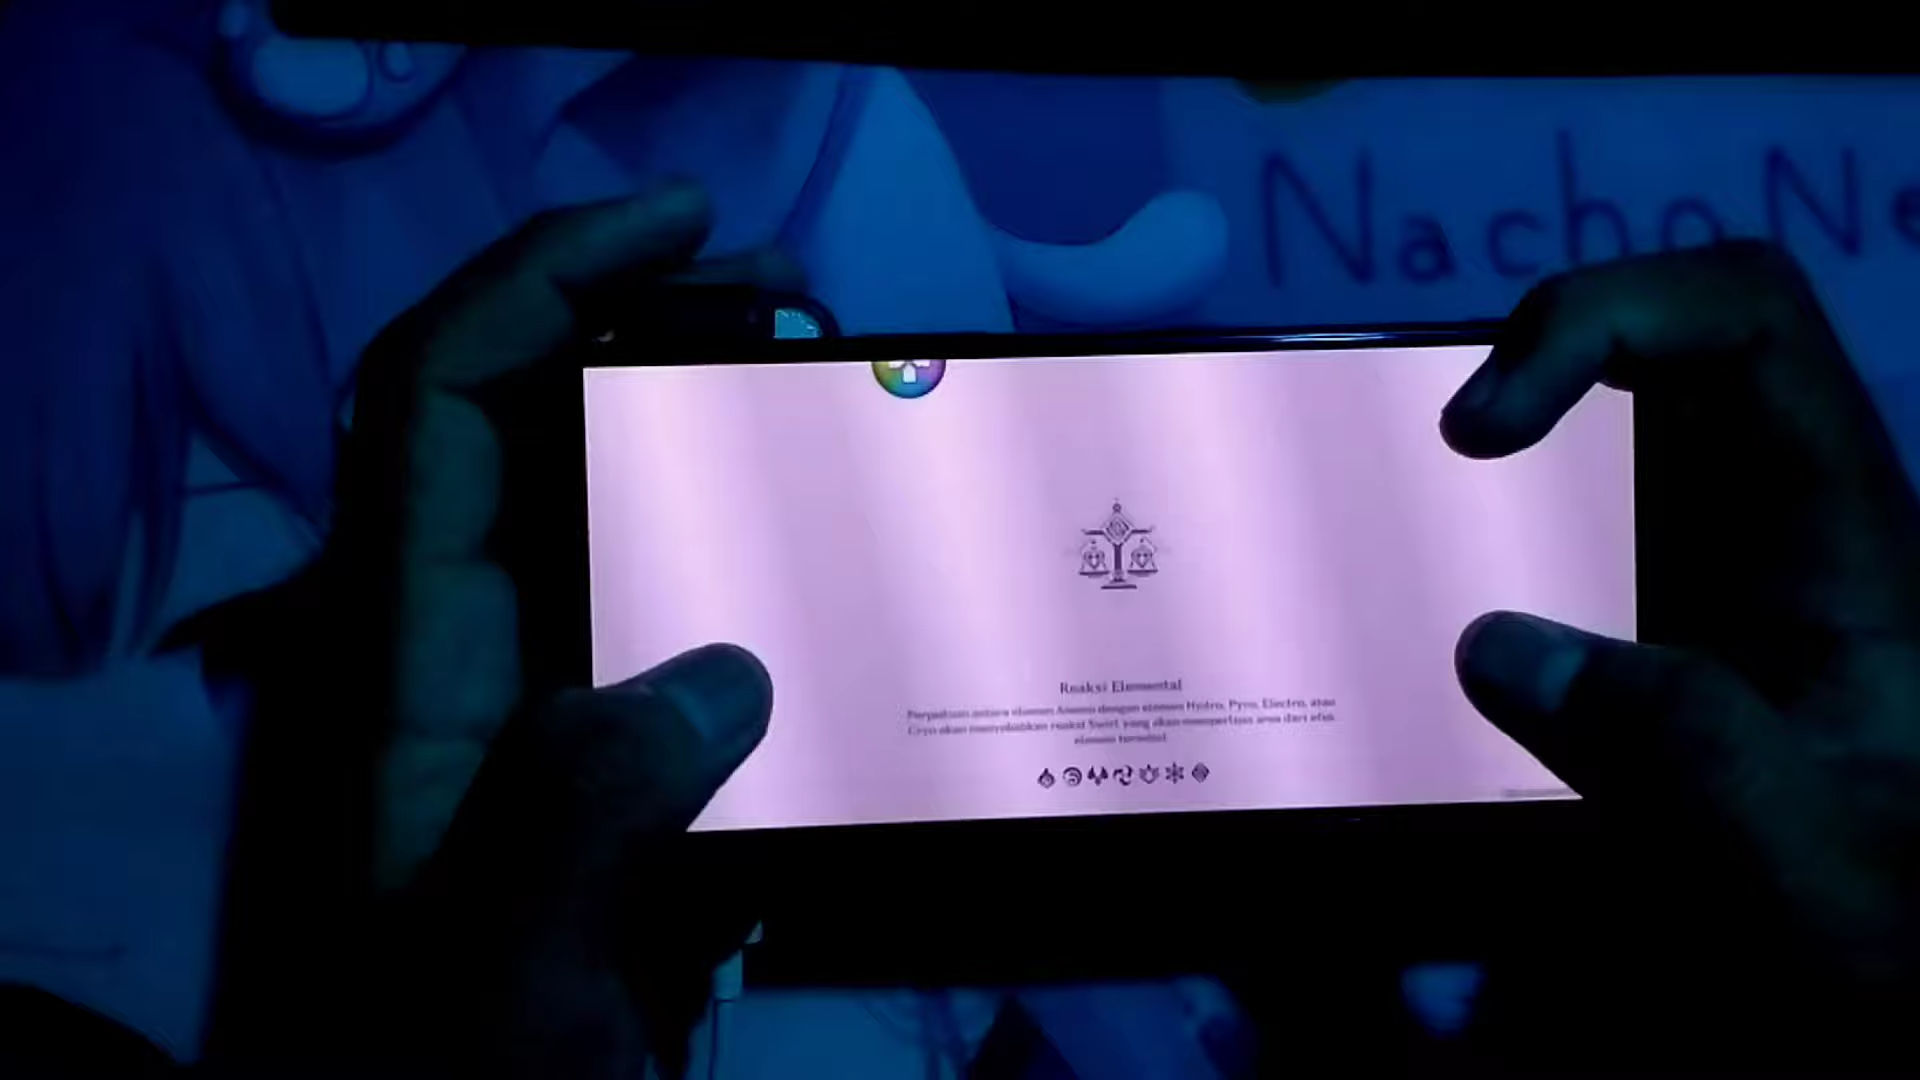 Nacho Ne
Reaksi Elemental
Perpaduan antara elemen Anemo dengan elemen Hydro, Pyro, Electro, atau
Cryo akan menyebabkan reaksi Swirl yang akan memperluas area dari efek
elemen tersebut.